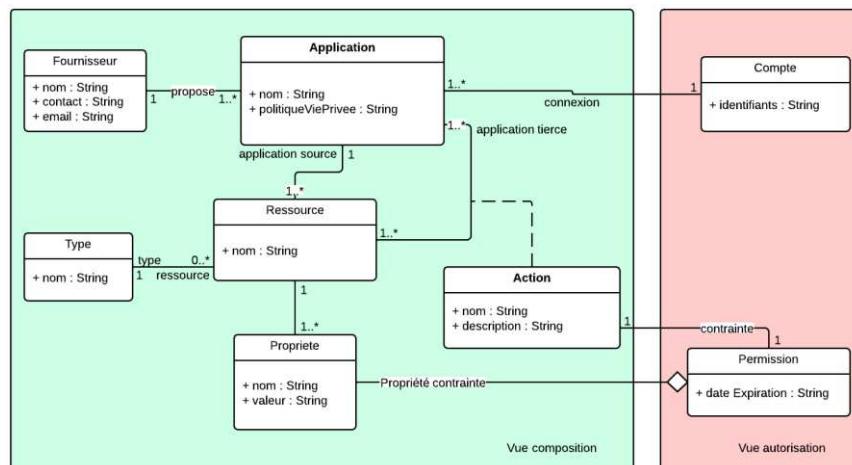 Fournisseur
+ nom : String
+ contact : String
+ email : String
1
propose
1..*
Application
+ nom : String
+ politiqueViePrivee : String
1..*
connexion
1
Compte
+ identifiants : String
1..*
application tierce
application source
1
1..*
Ressource
+ nom : String
1..*
Type
+ nom : String
type
1
ressource
0..*
Action
+ nom : String
+ description : String
1
contrainte
1
1
1..*
Propriete
+ nom : String
+ valeur : String
Propriété contrainte
Permission
+ date Expiration : String
Vue composition
Vue autorisation